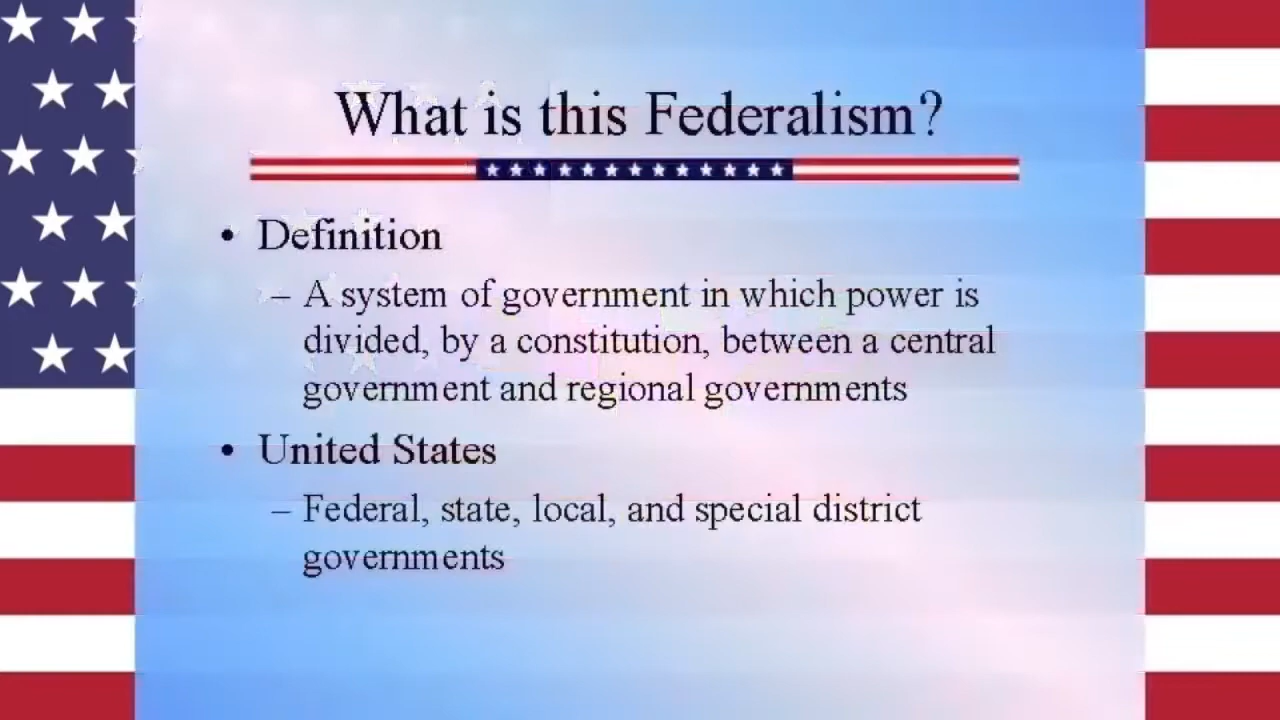 What is this Federalism?
• Definition
– A system of government in which power is
divided, by a constitution, between a central
government and regional governments
• United States
– Federal, state, local, and special district
governments